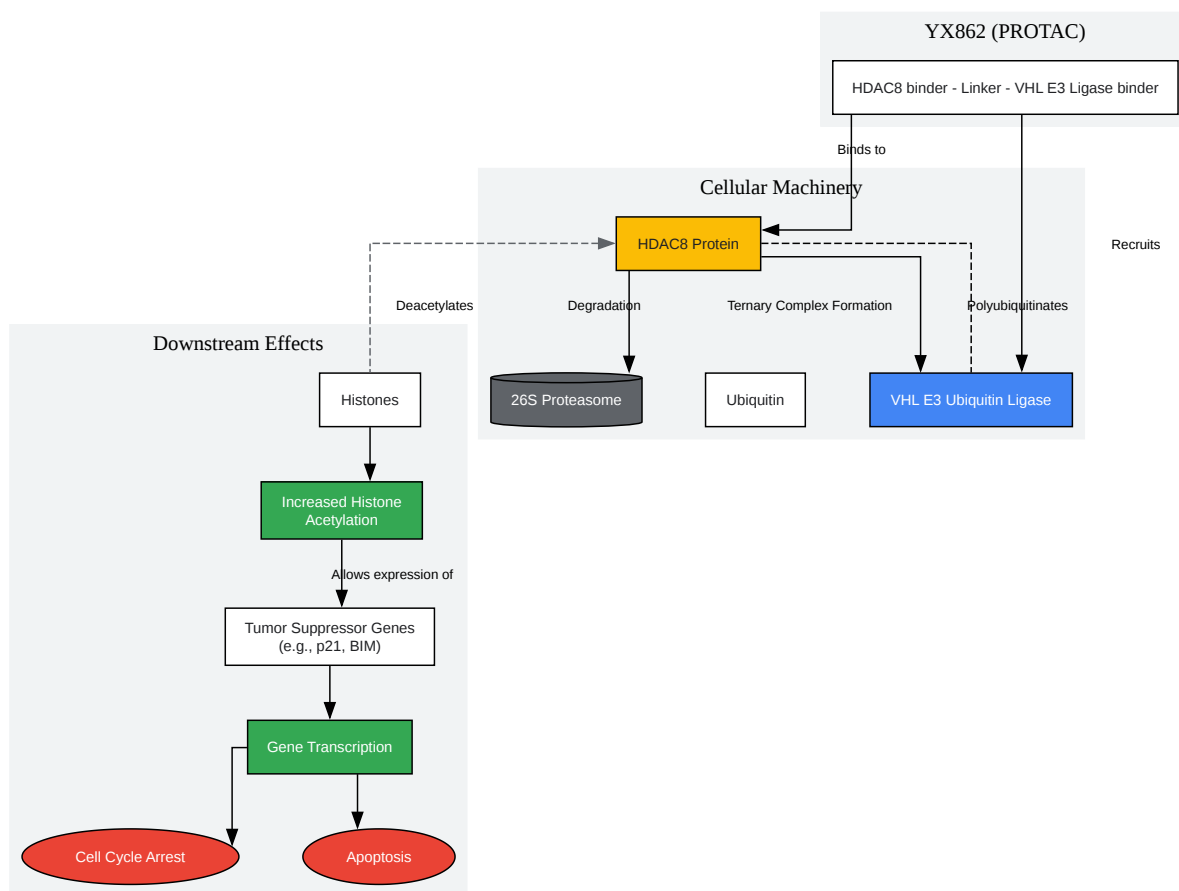 YX862 (PROTAC)
HDAC8 binder - Linker - VHL E3 Ligase binder
Binds to
Cellular Machinery
HDAC8 Protein
Recruits
Deacetylates
Degradation
Ternary Complex Formation
Polyubiquitinates
Downstream Effects
Histones
26S Proteasome
Ubiquitin
VHL E3 Ubiquitin Ligase
Increased Histone
Acetylation
Allows expression of
Tumor Suppressor Genes
(e.g., p21, BIM)
Gene Transcription
Cell Cycle Arrest
Apoptosis